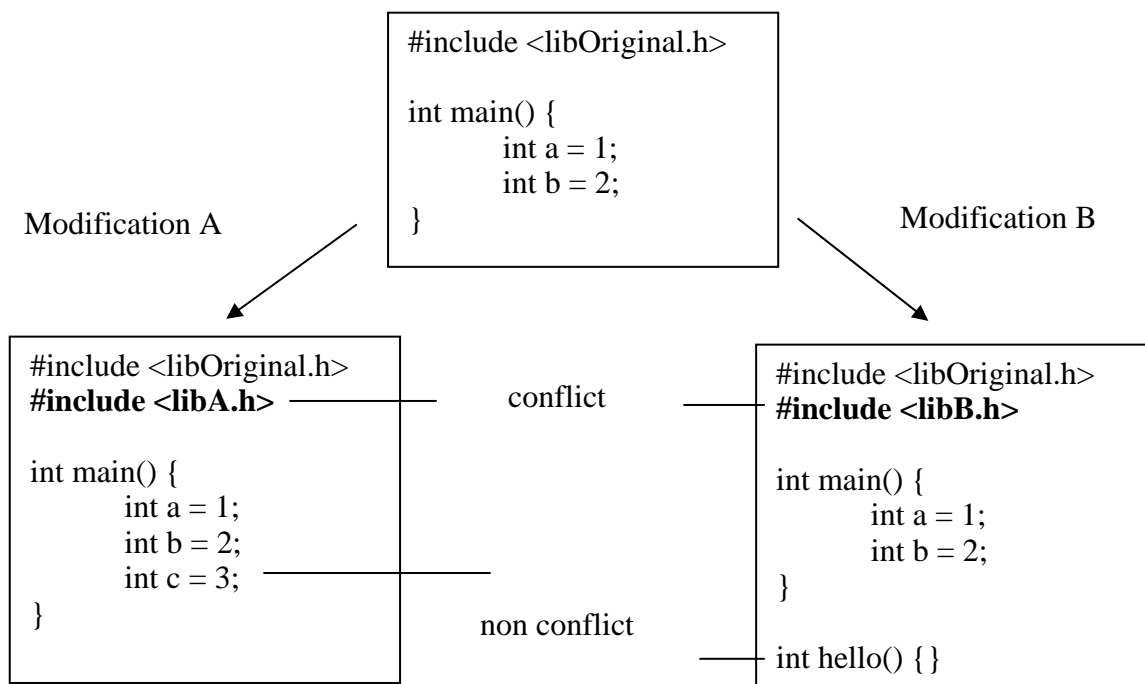 #include <libOriginal.h>
int main() {
int a = 1;
int b = 2;
}
Modification A
Modification B
#include <libOriginal.h>
#include <libA.h>
int main() {
int a = 1;
int b = 2;
int c = 3;
}
conflict
non conflict
#include <libOriginal.h>
#include <libB.h>
int main() {
int a = 1;
int b = 2;
}
int hello() {}